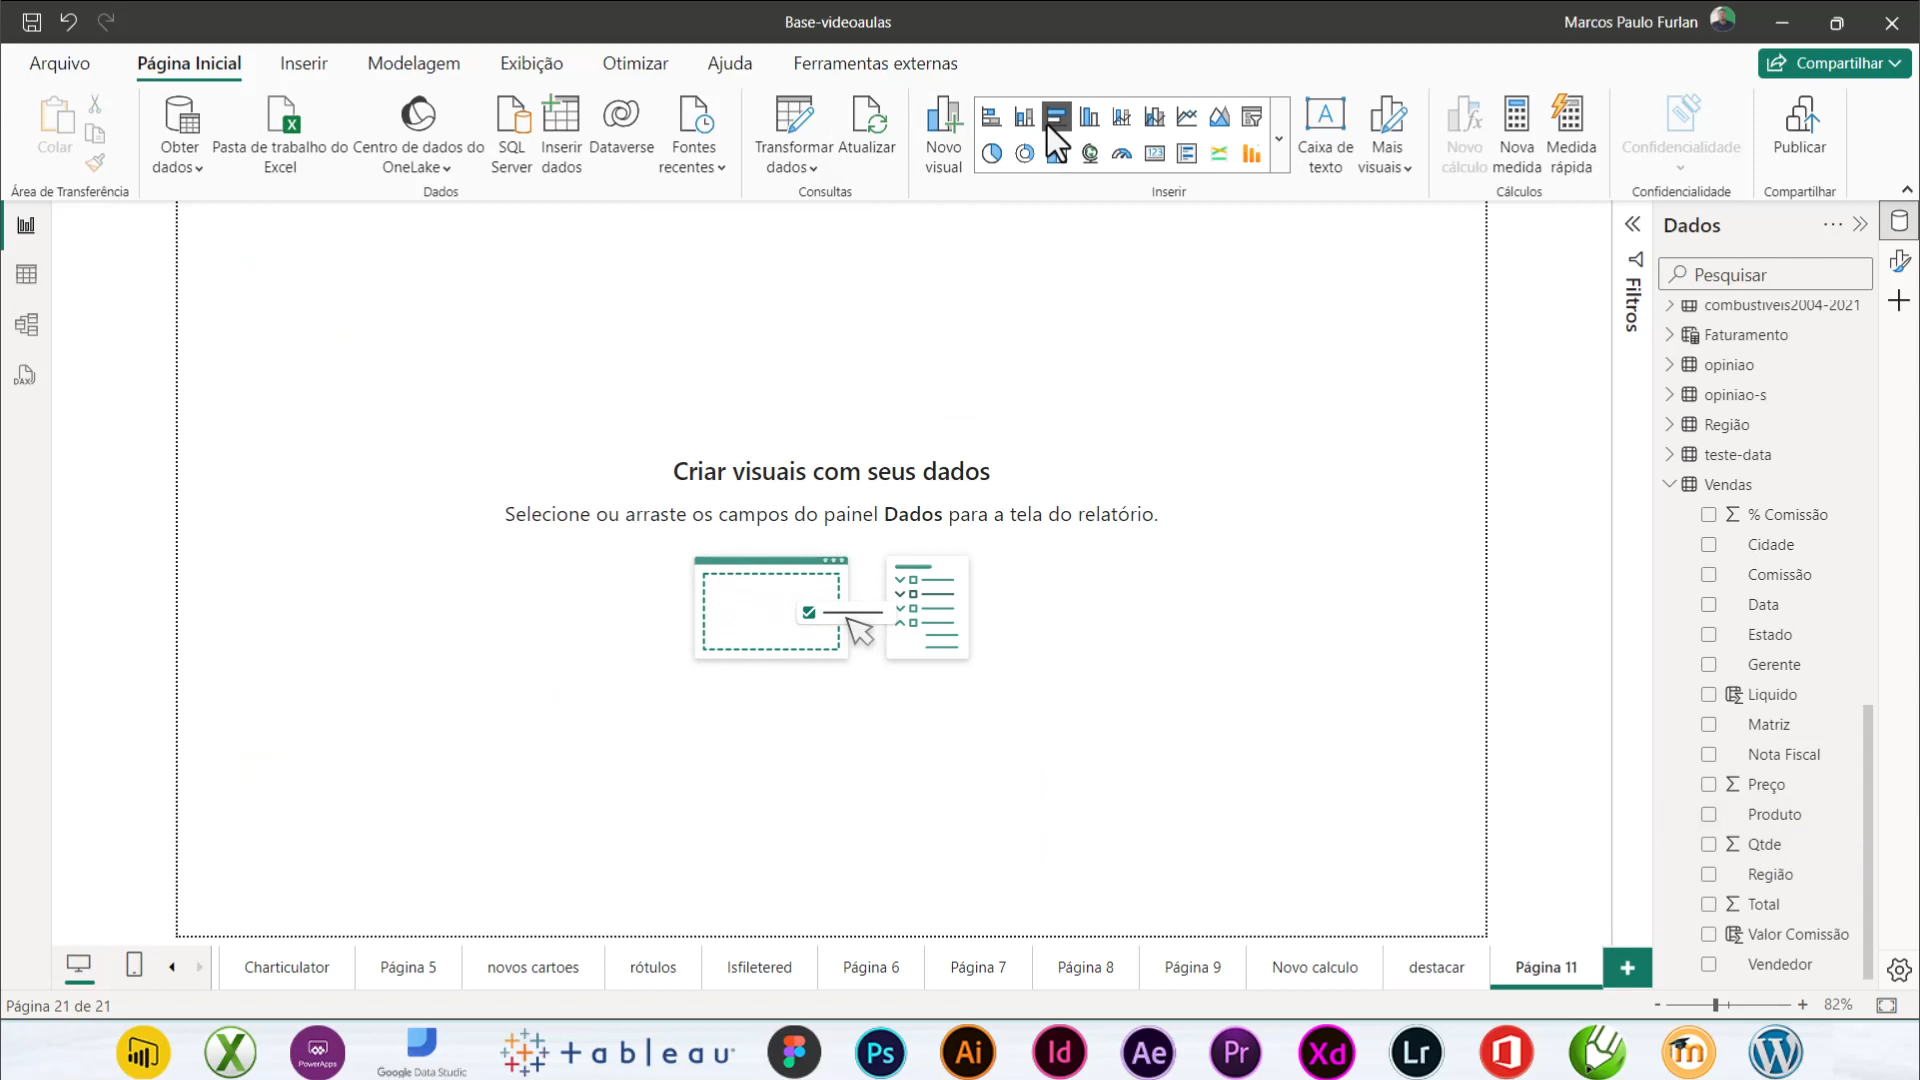 Base-videoaulas
Marcos Paulo Furlan
Arquivo
Página Inicial
Inserir
Modelagem
Exibição
Otimizar
Ajuda
Ferramentas externas
Compartilhar
Colar
Obter
dados
Pasta de trabalho do
Excel
Centro de dados do
OneLake
SQL
Server
Inserir
dados
Dataverse
Fontes
recentes
Transformar
dados
Atualizar
Novo
visual
123
A
Caixa de
texto
Mais
visuais
Novo
cálculo
Nova
medida
Medida
rápida
Confidencialidade
Publicar
Área de Transferência
Dados
Consultas
Inserir
Cálculos
Confidencialidade
Compartilhar
DAX
Criar visuais com seus dados
Selecione ou arraste os campos do painel Dados para a tela do relatório.
Filtros
Dados
Pesquisar
combustiveis2004-2021
Faturamento
opiniao
opiniao-s
Região
teste-data
Vendas
% Comissão
Cidade
Comissão
Data
Estado
Gerente
Liquido
Matriz
Nota Fiscal
Preço
Produto
Qtde
Região
Total
Valor Comissão
Vendedor
Charticulator
Página 5
novos cartoes
rótulos
Isfiletered
Página 6
Página 7
Página 8
Página 9
Novo calculo
destacar
Página 11
Página 21 de 21
82%
PowerApps
Google Data Studio
+ a b l e a u
Ps
Ai
Id
Ae
Pr
Xd
Lr